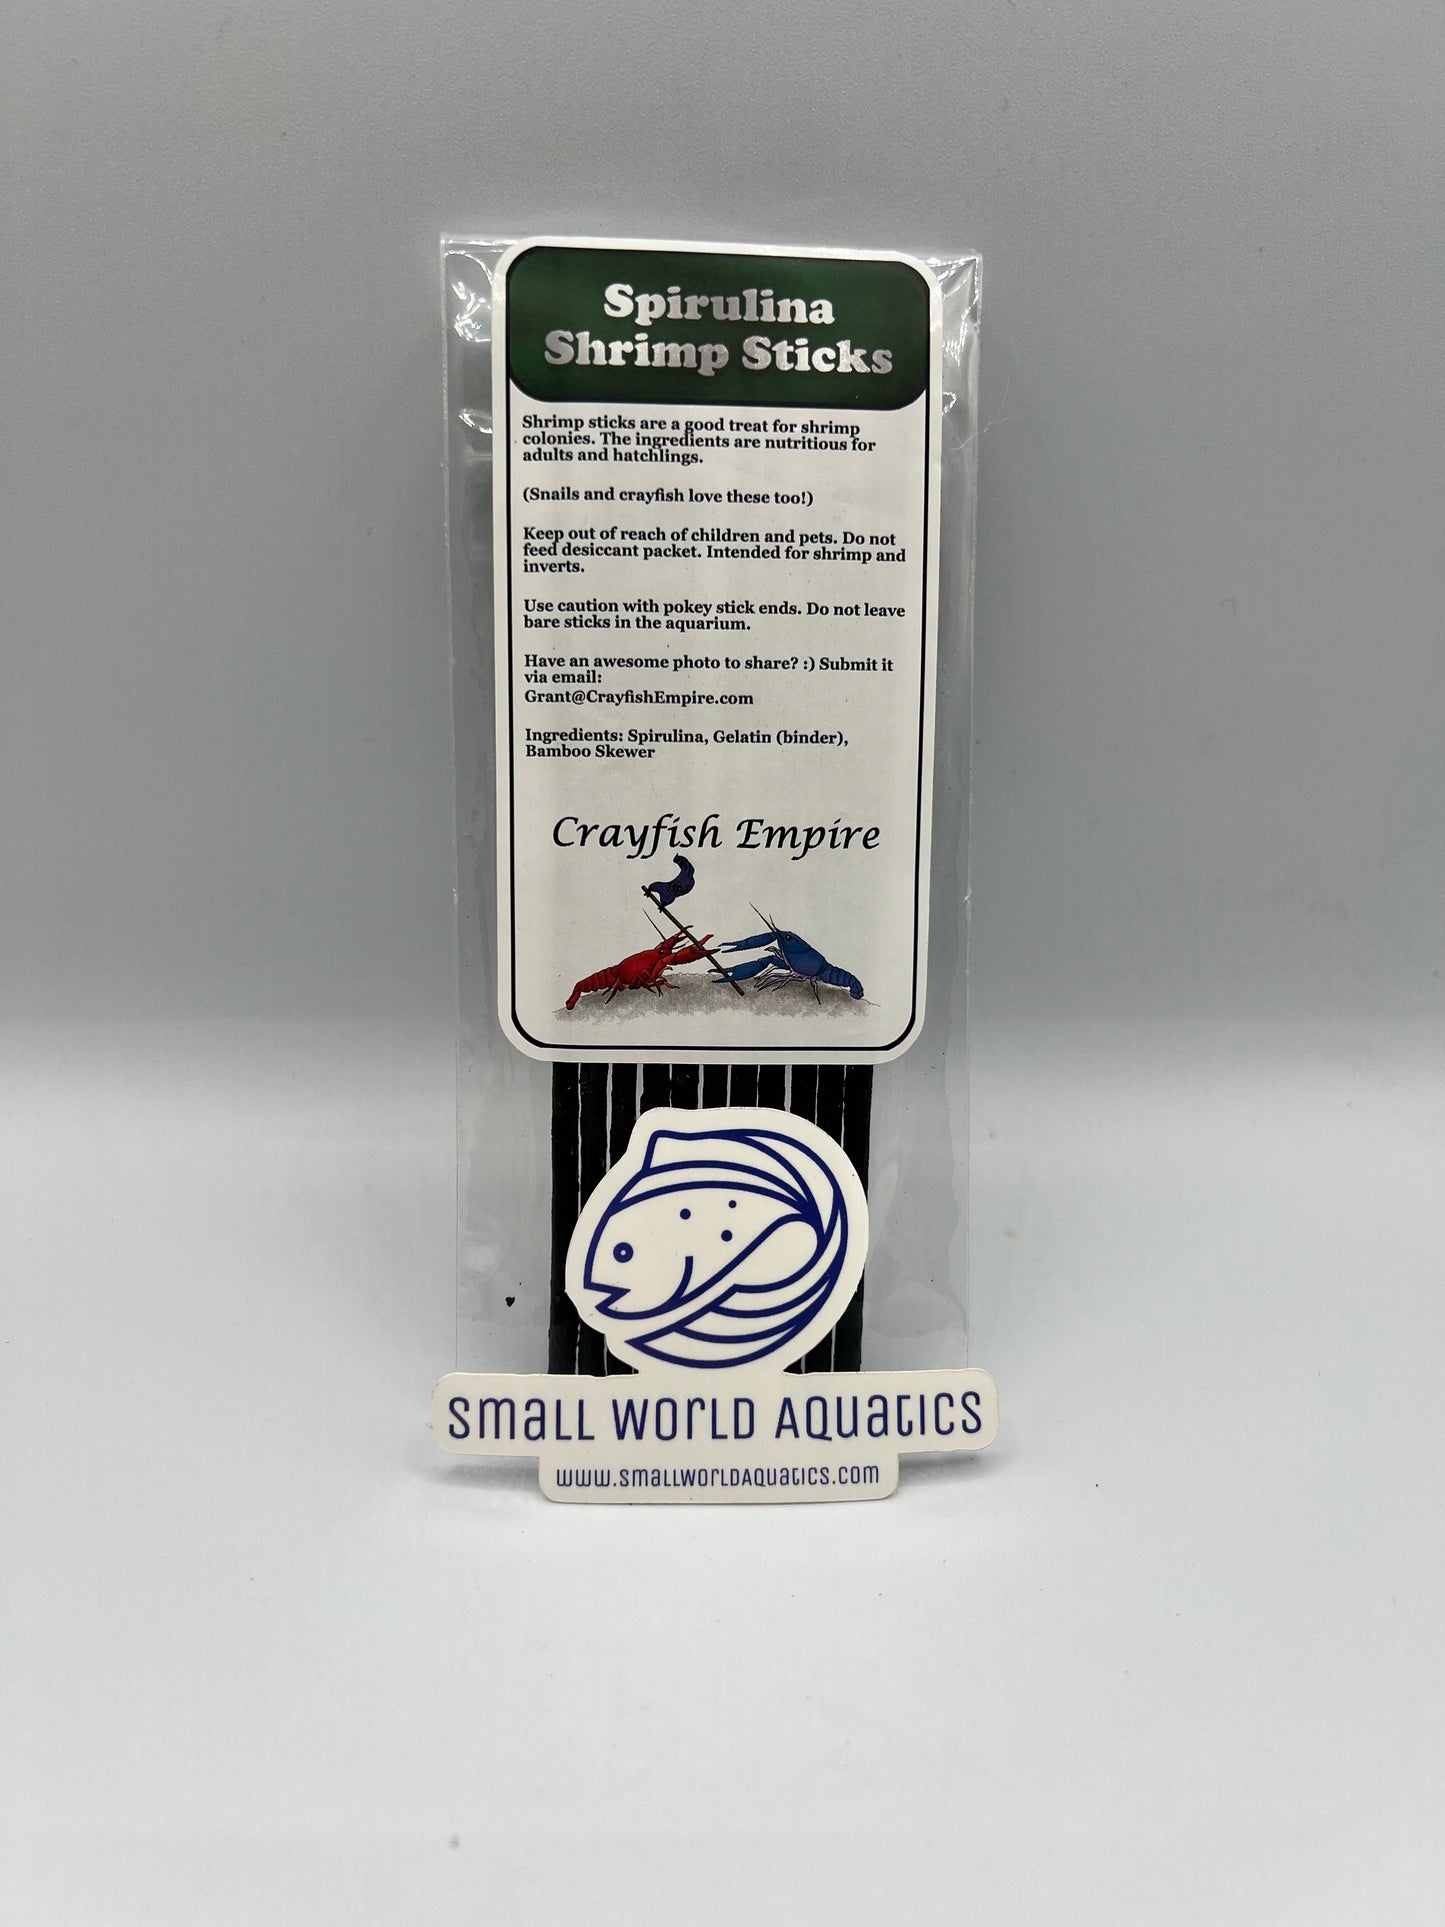 Spirulina
Shrimp Sticks
Shrimp sticks are a good treat for shrimp
colonies. The ingredients are nutritious for
adults and hatchlings.
(Snails and crayfish love these too!)
Keep out of reach of children and pets. Do not
feed desiccant packet. Intended for shrimp and
inverts.
Use caution with pokey stick ends. Do not leave
bare sticks in the aquarium.
Have an awesome photo to share? :) Submit it
via email:
Grant@CrayfishEmpire.com
Ingredients: Spirulina, Gelatin (binder),
Bamboo Skewer
Crayfish Empire
SMALL WORLD AQUATICS
WWW.SMALLWORLDAQUATICS.COM